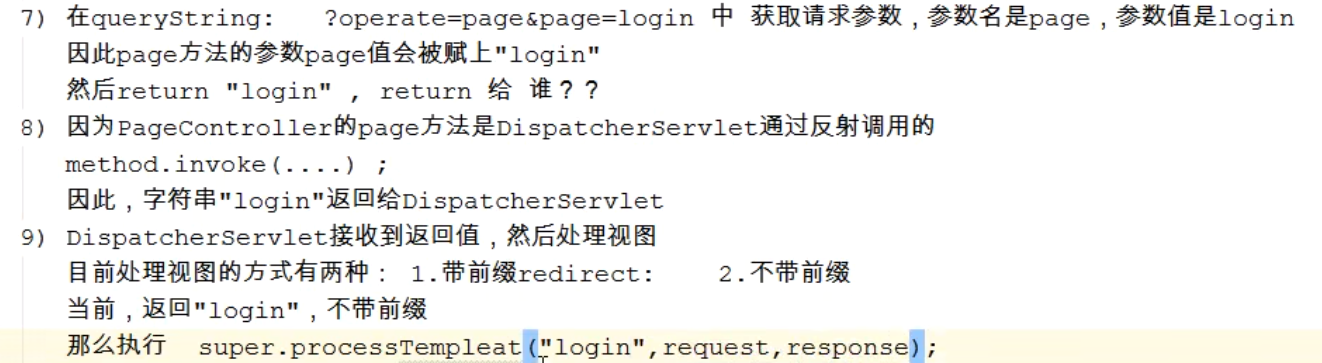 7) 在queryString: ?operate=page&page=login 中 获取请求参数，参数名是page，参数值是login
因此page方法的参数page值会被赋上"login"
然后return "login" , return 给 谁？？
8) 因为PageController的page方法是DispatcherServlet通过反射调用的
method.invoke(....) ;
因此，字符串"login"返回给DispatcherServlet
9) DispatcherServlet接收到返回值，然后处理视图
目前处理视图的方式有两种： 1.带前缀redirect: 2.不带前缀
当前，返回"login"，不带前缀
那么执行 super.processTempleat("login",request,response);